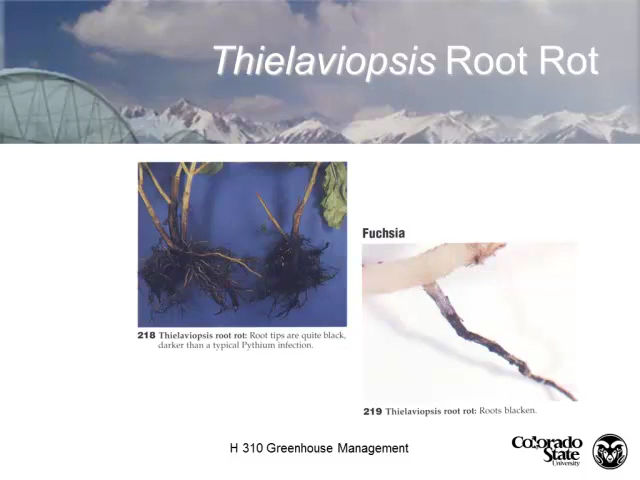 Thielaviopsis Root Rot
Fuchsia
218 Thielaviopsis root rot: Root tips are quite black,
darker than a typical Pythium infection.
219 Thielaviopsis root rot: Roots blacken.
H 310 Greenhouse Management
Colorado
State
University